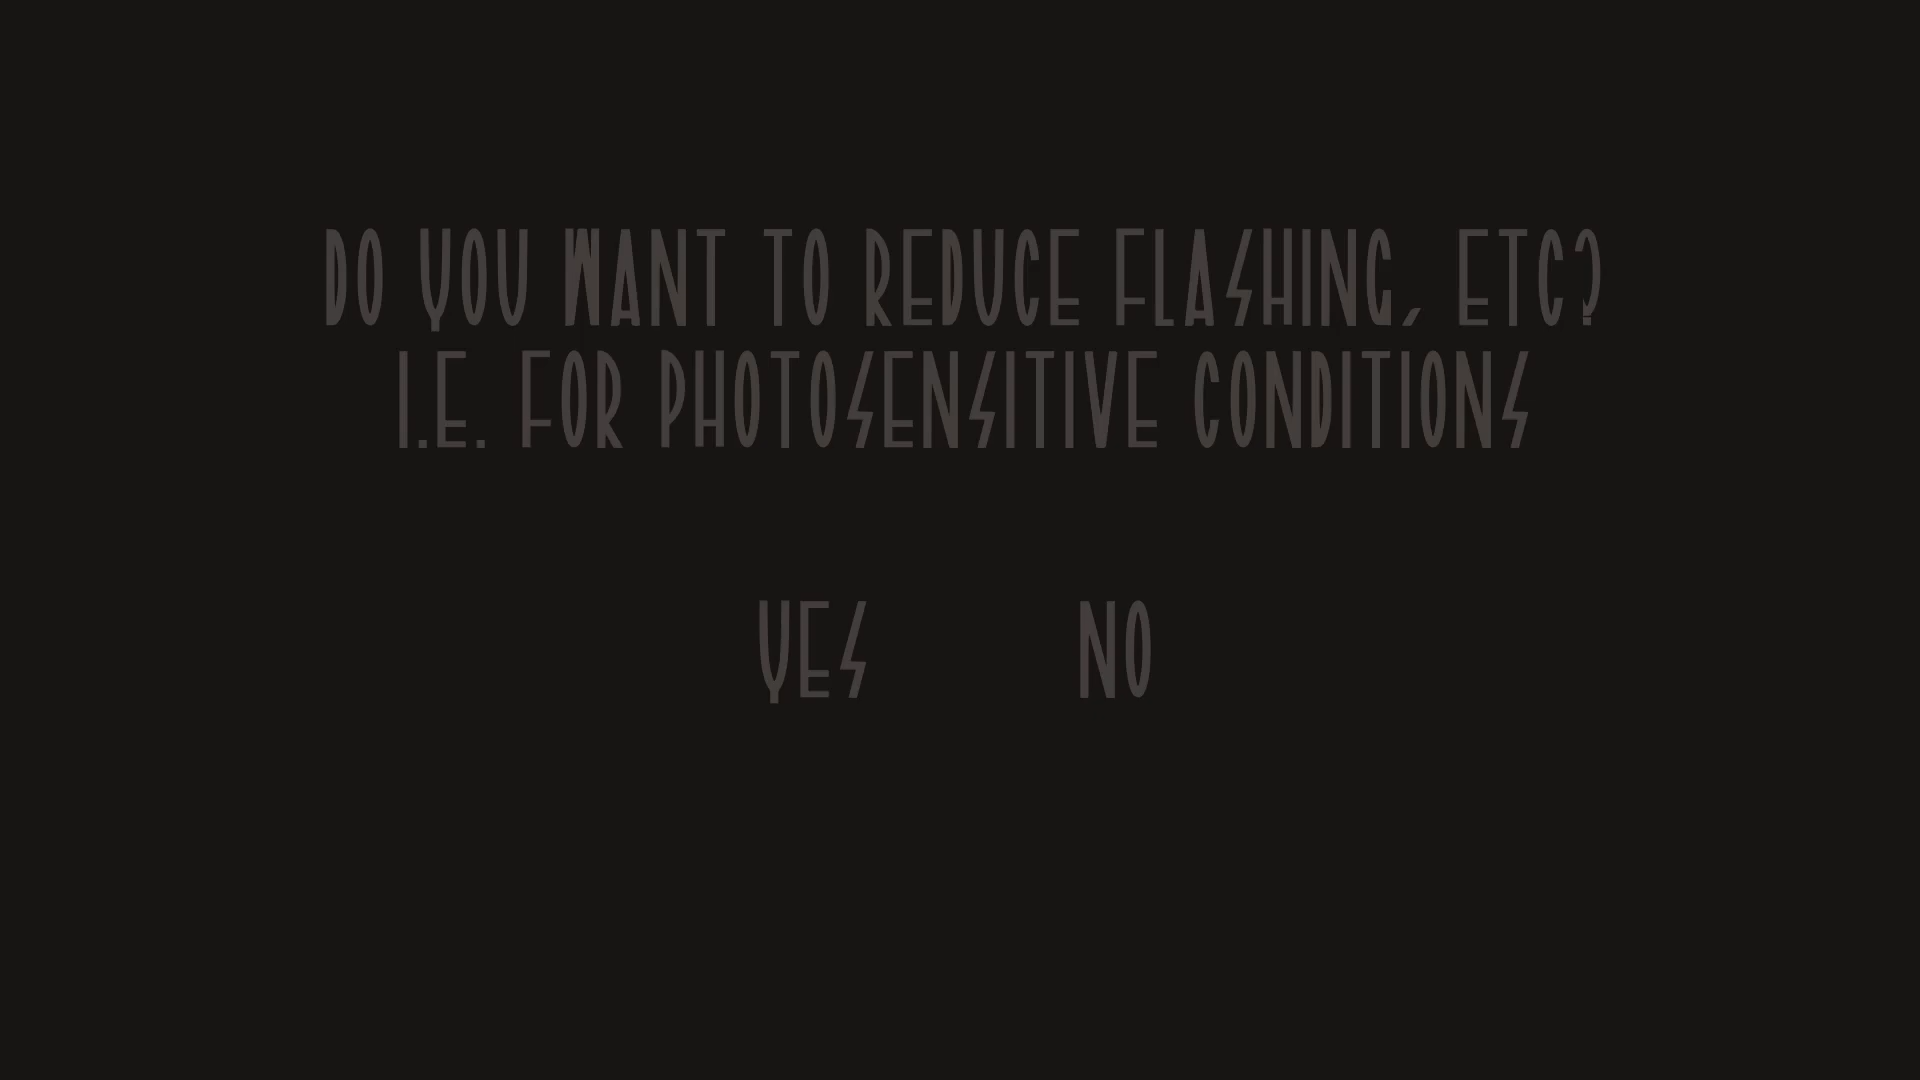 DO YOU WANT TO REDUCE FLASHING, ETC?
I.E. FOR PHOTOSENSITIVE CONDITIONS
YES NO